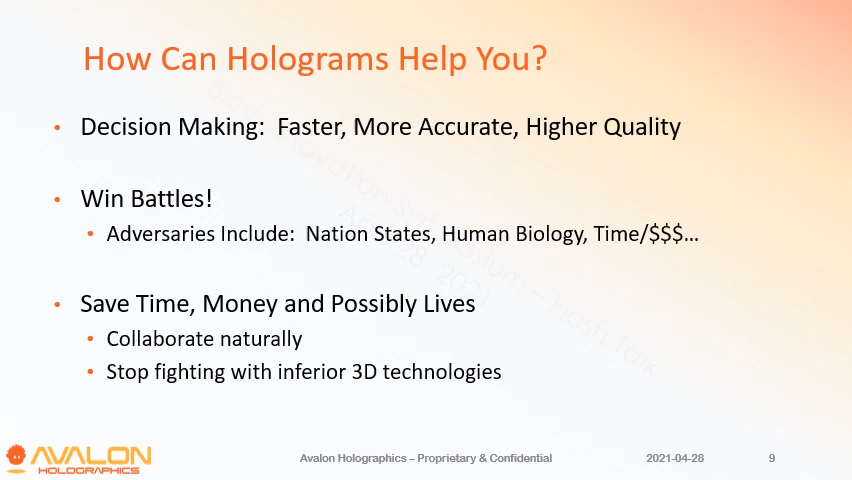 How Can Holograms Help You?
• Decision Making:  Faster, More Accurate, Higher Quality
• Win Battles!
• Adversaries Include:  Nation States, Human Biology, Time/$$$…
• Save Time, Money and Possibly Lives
• Collaborate naturally
• Stop fighting with inferior 3D technologies
AVALON
HOLOGRAPHICS
Avalon Holographics – Proprietary & Confidential
2021-04-28
9